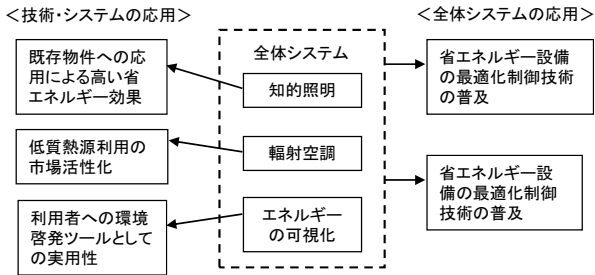 ＜技術・システムの応用＞
既存物件への応
用による高い省
エネルギー効果
低質熱源利用の
市場活性化
利用者への環境
啓発ツールとして
の実用性
全体システム
知的照明
輻射空調
エネルギー
の可視化
＜全体システムの応用＞
省エネルギー設備
の最適化制御技術
の普及
省エネルギー設
備の最適化制御
技術の普及